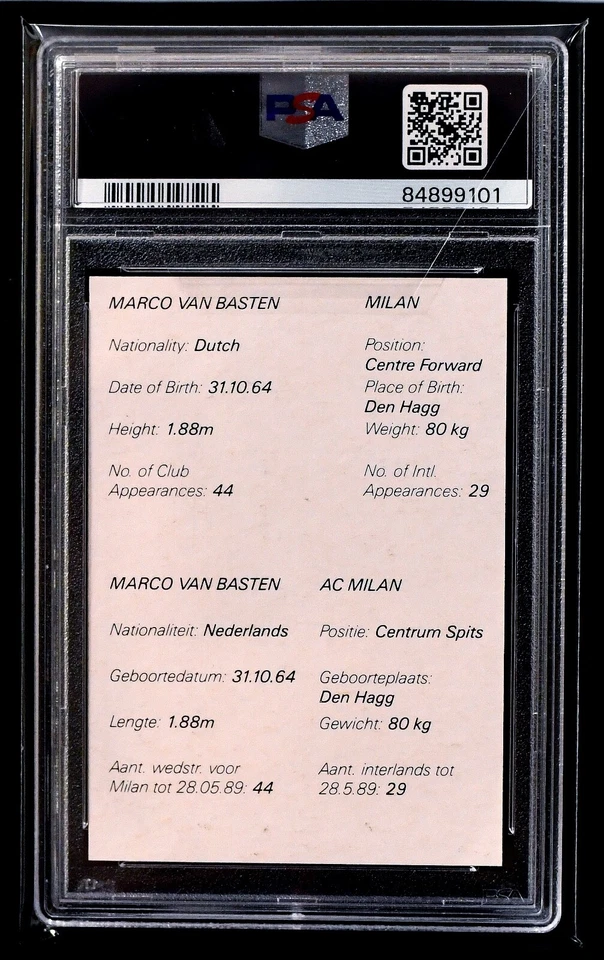 PSA
84899101
MARCO VAN BASTEN MILAN
Nationality: Dutch Position:
Centre Forward
Date of Birth: 31.10.64 Place of Birth:
Den Hagg
Height: 1.88m Weight: 80 kg
No. of Club No. of Intl.
Appearances: 44 Appearances: 29
MARCO VAN BASTEN AC MILAN
Nationaliteit: Nederlands Positie: Centrum Spits
Geboortedatum: 31.10.64 Geboorteplaats:
Den Hagg
Lengte: 1.88m Gewicht: 80 kg
Aant. wedstr. voor Aant. interlands tot
Milan tot 28.05.89: 44 28.5.89: 29
PSA